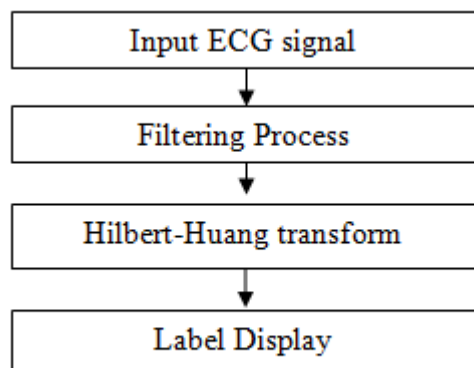 Input ECG signal
Filtering Process
Hilbert-Huang transform
Label Display